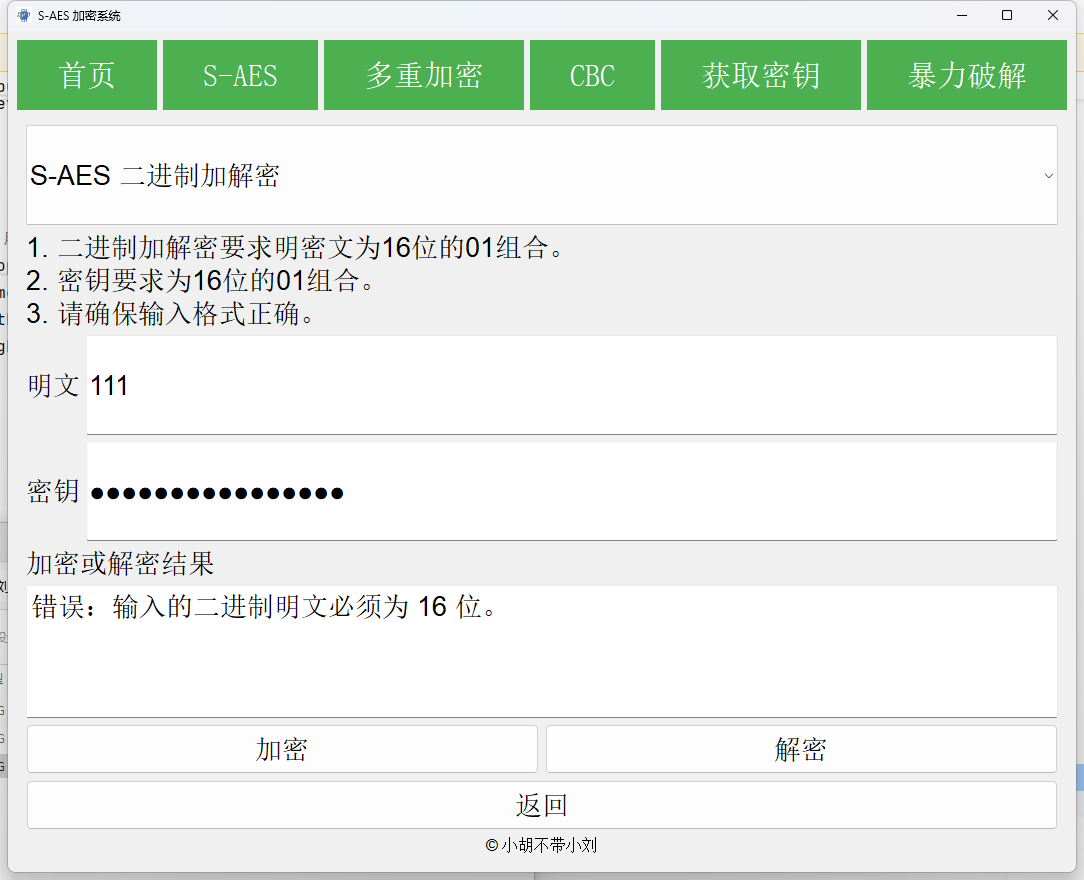 S-AES 加密系统
首页 S-AES 多重加密 CBC 获取密钥 暴力破解
S-AES 二进制加解密
1. 二进制加解密要求明密文为16位的01组合。
2. 密钥要求为16位的01组合。
3. 请确保输入格式正确。
明文 111
密钥 ●●●●●●●●●●●●●●●●
加密或解密结果
错误：输入的二进制明文必须为 16 位。
加密 解密
返回
© 小胡不带小刘